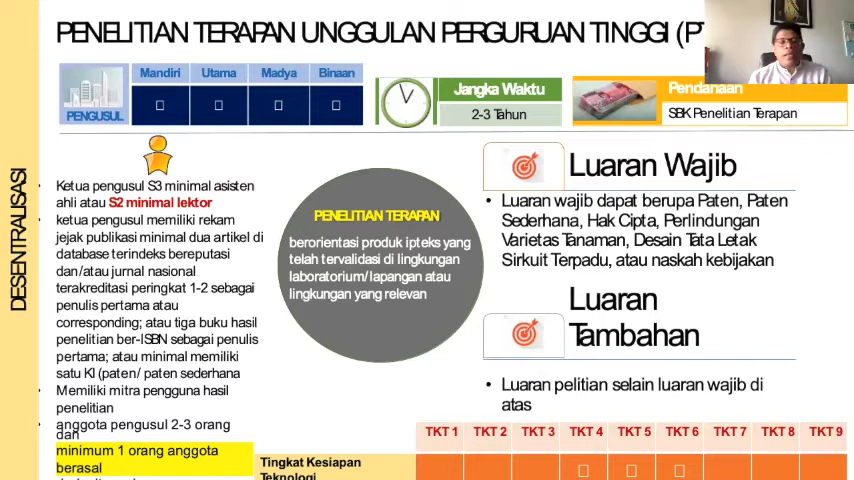 PENELITIAN TERAPAN UNGGULAN PERGURUAN TINGGI (PT
Mandiri
Utama
Madya
Binaan
PENGUSUL
Jangka Waktu
2-3 Tahun
Pendanaan
SBK Penelitian Terapan
DESENTRALISASI
• Ketua pengusul S3 minimal asisten
ahli atau S2 minimal lektor
• ketua pengusul memiliki rekam
jejak publikasi minimal dua artikel di
database terindeks bereputasi
dan/atau jurnal nasional
terakreditasi peringkat 1-2 sebagai
penulis pertama atau
corresponding; atau tiga buku hasil
penelitian ber-ISBN sebagai penulis
pertama; atau minimal memiliki
satu KI (paten/ paten sederhana
• Memiliki mitra pengguna hasil
penelitian
• anggota pengusul 2-3 orang
dan
minimum 1 orang anggota
berasal
PENELITIAN TERAPAN
berorientasi produk ipteks yang
telah tervalidasi di lingkungan
laboratorium/lapangan atau
lingkungan yang relevan
Luaran Wajib
• Luaran wajib dapat berupa Paten, Paten
Sederhana, Hak Cipta, Perlindungan
Varietas Tanaman, Desain Tata Letak
Sirkuit Terpadu, atau naskah kebijakan
Luaran
Tambahan
• Luaran pelitian selain luaran wajib di
atas
TKT 1 TKT 2 TKT 3 TKT 4 TKT 5 TKT 6 TKT 7 TKT 8 TKT 9
Tingkat Kesiapan
Teknologi